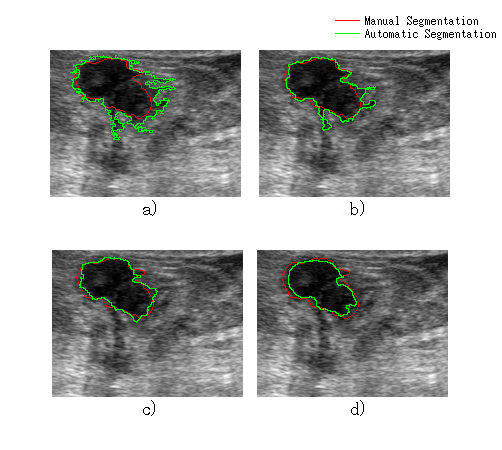 Manual Segmentation
Automatic Segmentation
a)
b)
c)
d)